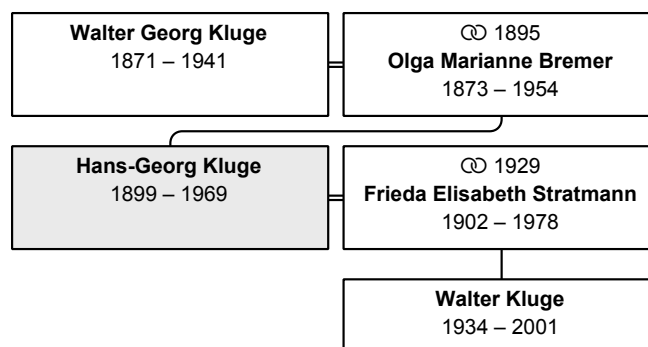 Walter Georg Kluge
1871 – 1941
⚭ 1895
Olga Marianne Bremer
1873 – 1954
Hans-Georg Kluge
1899 – 1969
⚭ 1929
Frieda Elisabeth Stratmann
1902 – 1978
Walter Kluge
1934 – 2001